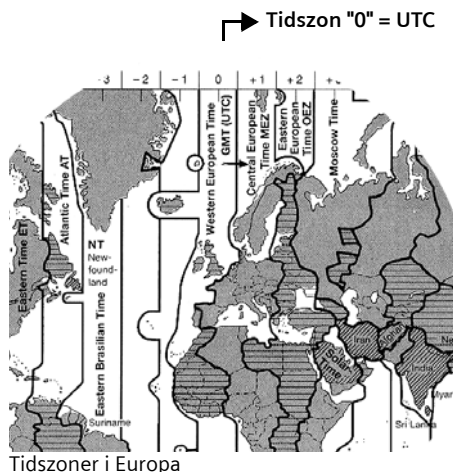 Tidszon "0" = UTC
-3 -2 -1 0 +1 +2
Eastern Time ET
Atlantic Time AT
NT
New-
found-
land
Eastern Brasilian Time
Western European Time
GMT (UTC)
Central European
Time MEZ
Eastern
European
Time OEZ
Moscow Time
Suriname
Solar
Time
Iran
India
Sri Lanka
Tidszoner i Europa